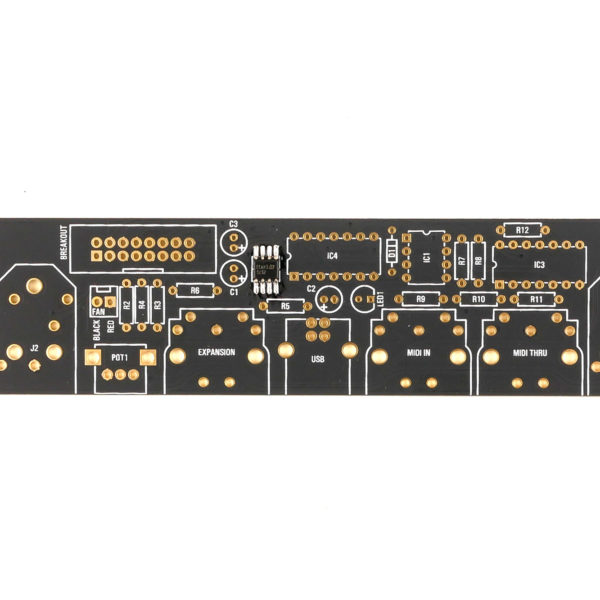 BREAKOUT
C3
+
R12
IC4
D1
IC1
R7
R8
IC3
C1
+
FAN
R2
R4
R3
R6
R5
C2
+
LED1
R9
R10
R11
BLACK
RED
J2
POT1
EXPANSION
USB
MIDI IN
MIDI THRU